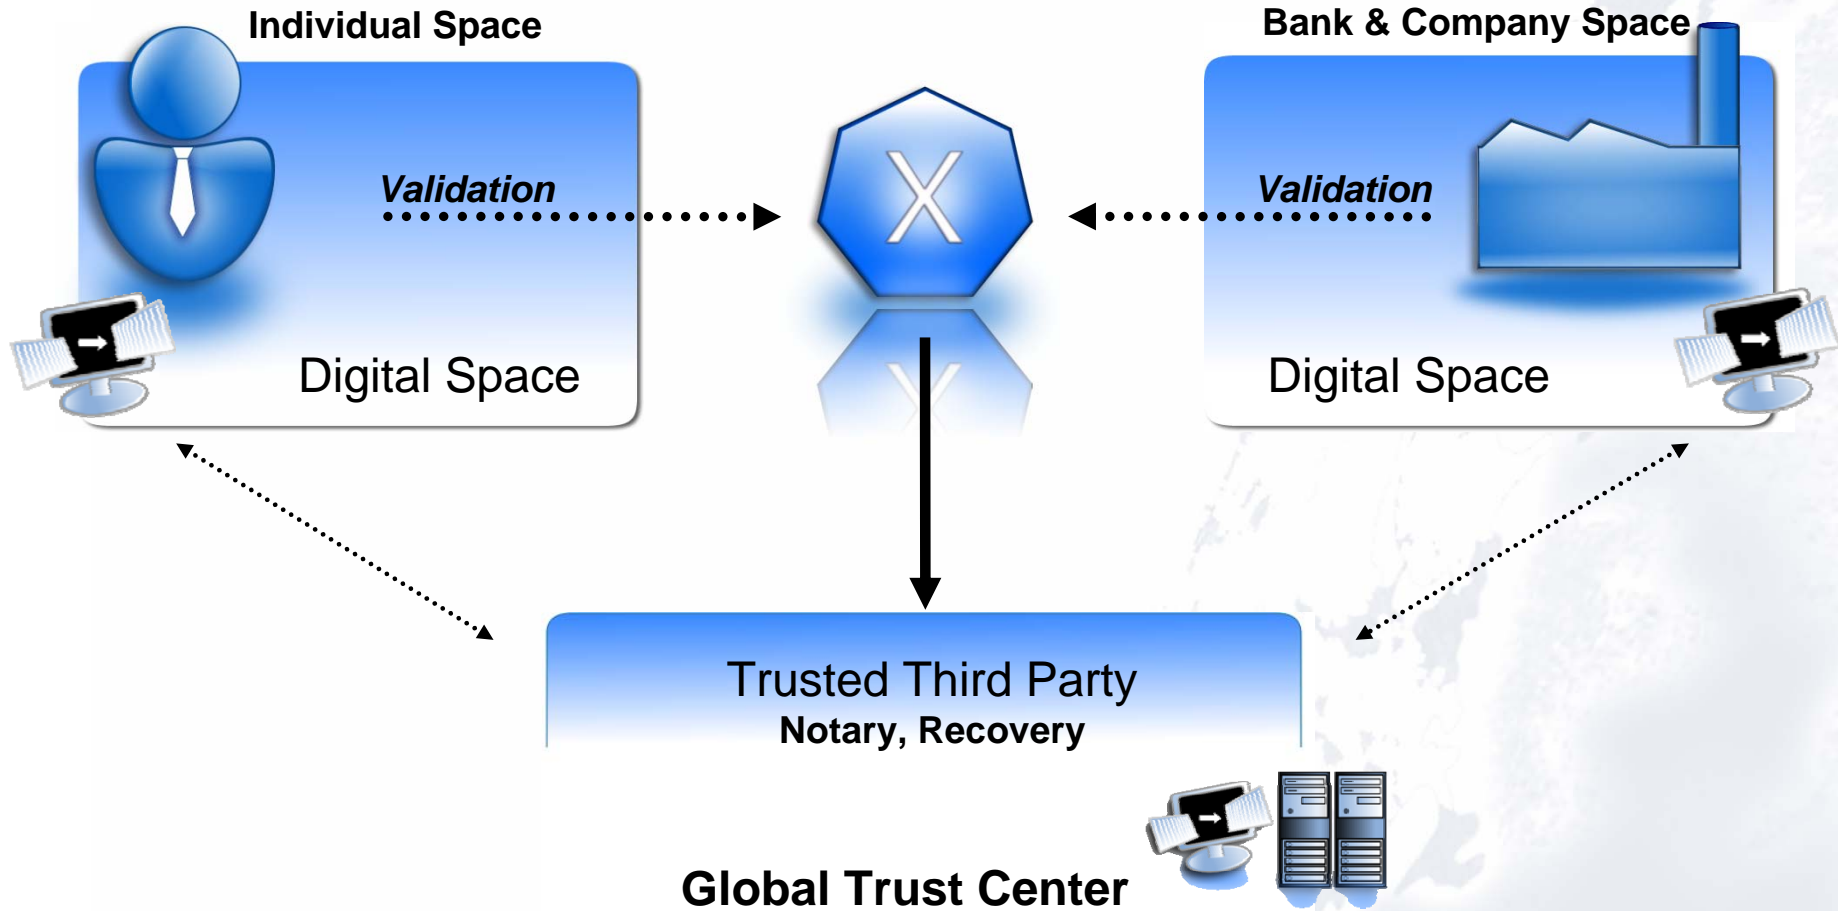 Individual Space
Bank & Company Space
Validation
X
Validation
Digital Space
Digital Space
Trusted Third Party
Notary, Recovery
Global Trust Center